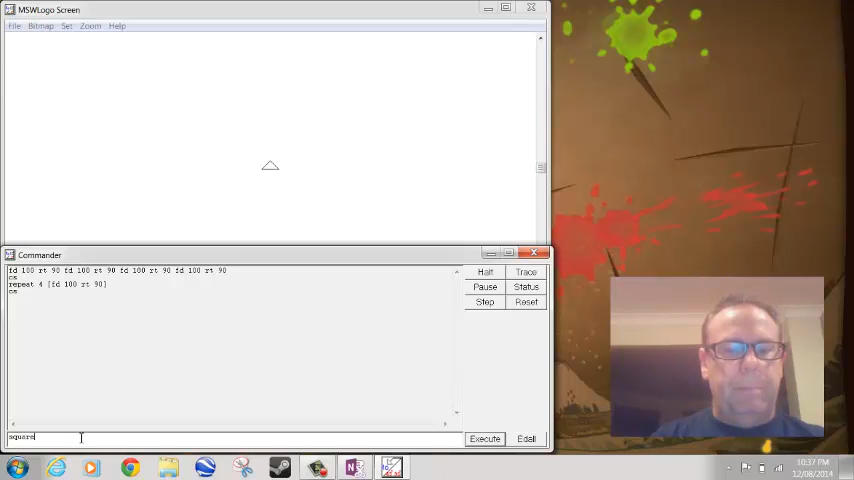 MSWLogo Screen
File Bitmap Set Zoom Help
Commander
fd 100 rt 90 fd 100 rt 90 fd 100 rt 90 fd 100 rt 90
cs
repeat 4 [fd 100 rt 90]
cs
Halt Trace
Pause Status
Step Reset
square
Execute Edall
10:37 PM
12/08/2014